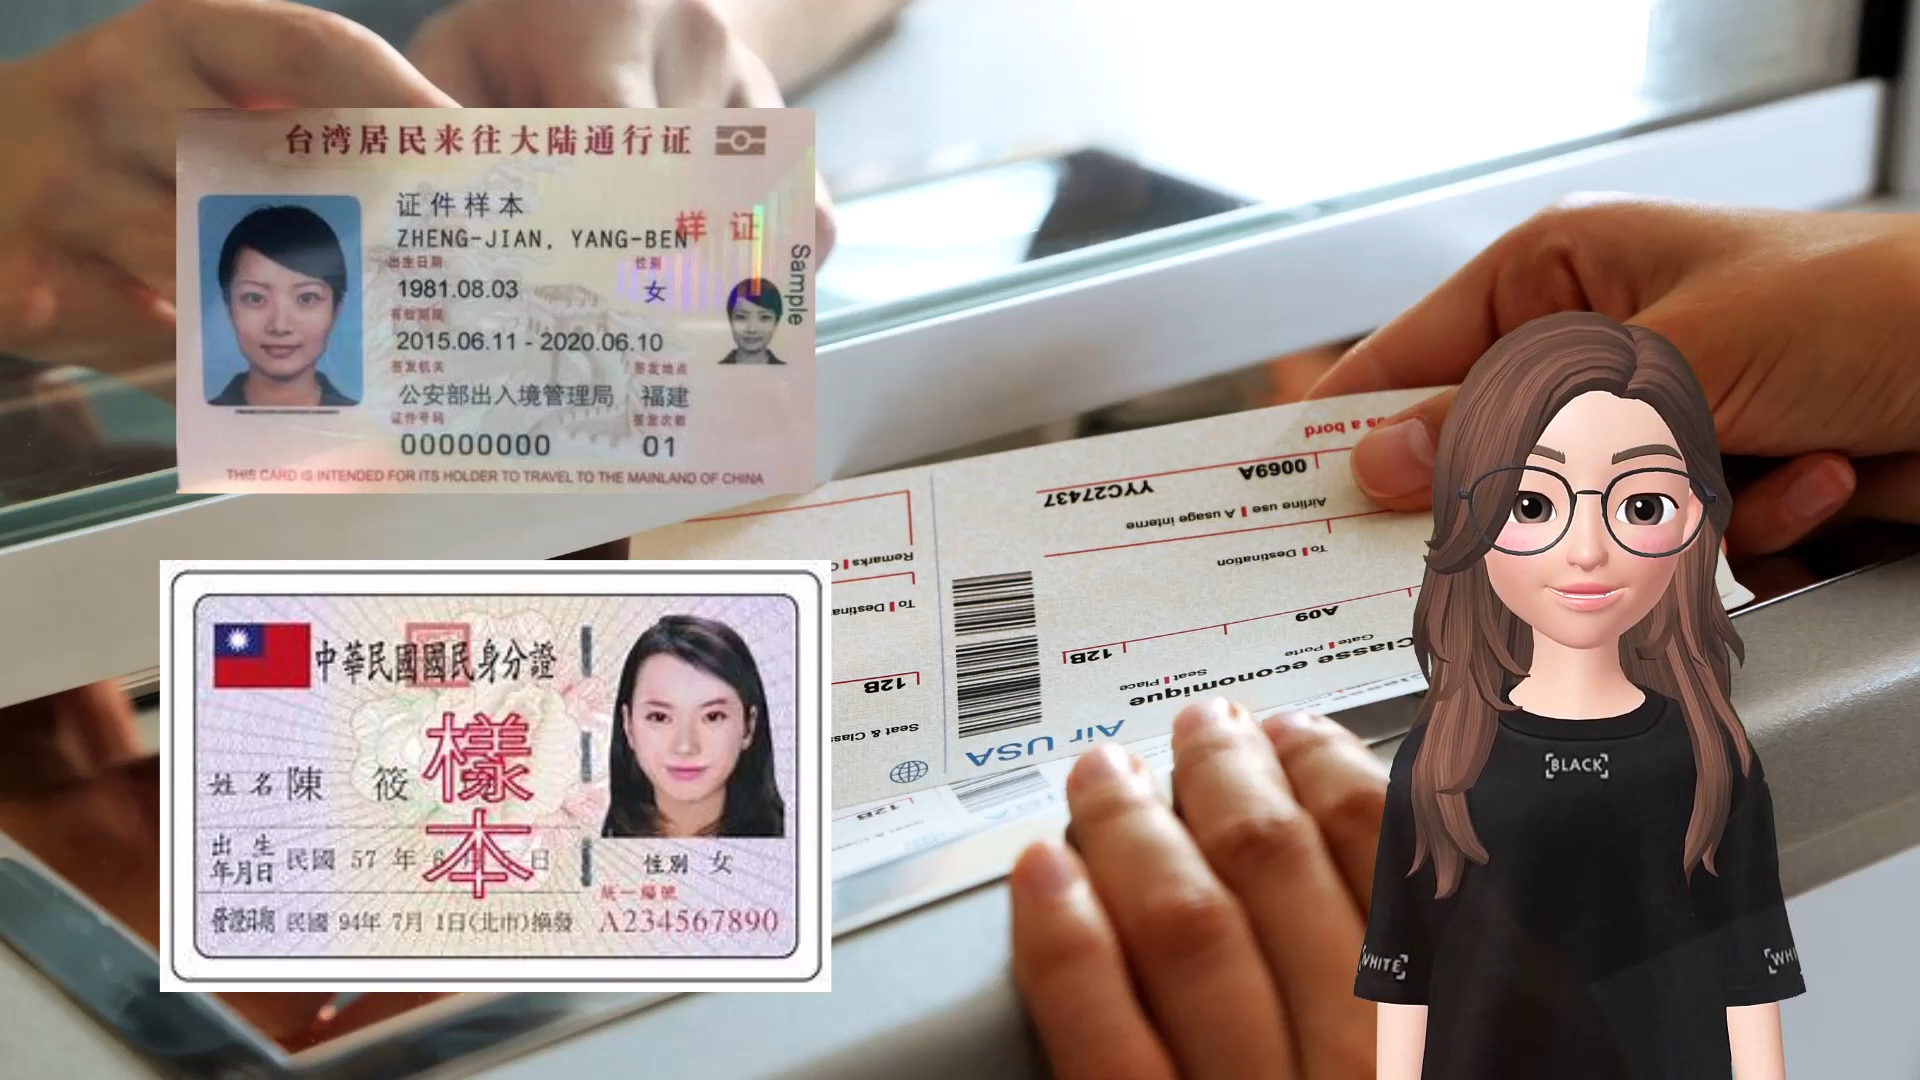 台湾居民来往大陆通行证
证件样本
ZHENG-JIAN, YANG-BEN
样 证
出生日期 性别
1981.08.03 女
Sample
有效期限
2015.06.11 - 2020.06.10
签发机关 签发地点
公安部出入境管理局 福建
证件号码 签发次数
00000000 01
THIS CARD IS INTENDED FOR ITS HOLDER TO TRAVEL TO THE MAINLAND OF CHINA
中華民國國民身分證
樣本
姓名 陳 筱
出生年月日 民國 57 年 6 日
性別 女
統一編號
發證日期 民國 94年 7月 1日(北市)換發 A234567890
Air USA
Classe economique
Seat | Place
Gate | Porte
12B
A09
To | Destination
Airline use | A usage interne
YYC27437
0069A
a bord
Seat & Class
12B
Remarks
12B
BLACK
WHITE